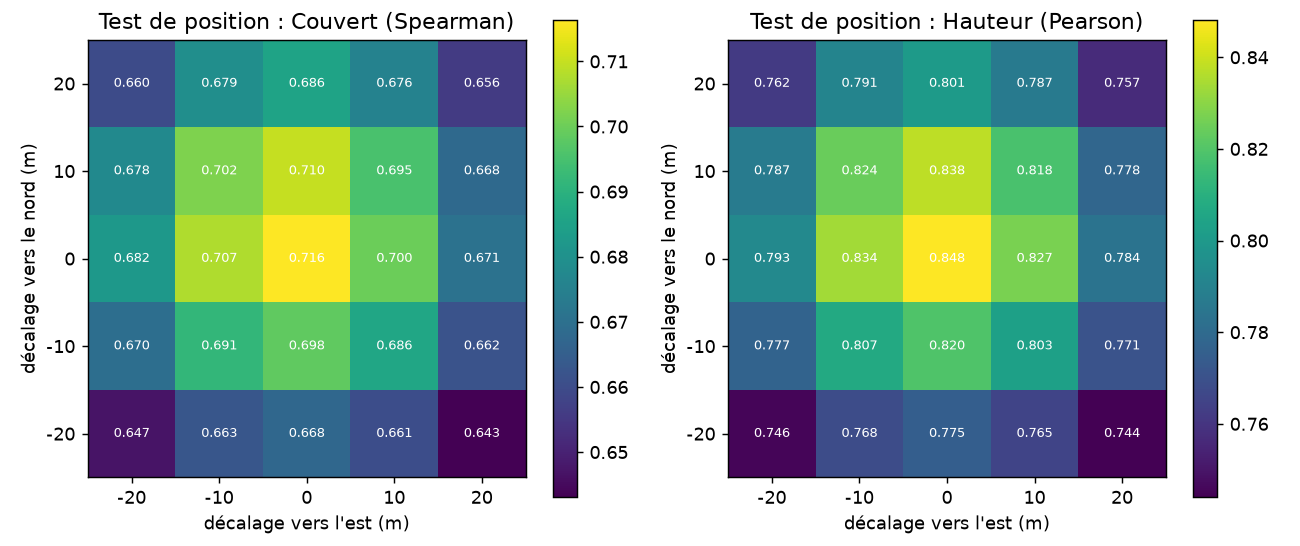 Test de position : Couvert (Spearman)
décalage vers le nord (m)
20
10
0
-10
-20
0.660 0.679 0.686 0.676 0.656
0.678 0.702 0.710 0.695 0.668
0.682 0.707 0.716 0.700 0.671
0.670 0.691 0.698 0.686 0.662
0.647 0.663 0.668 0.661 0.643
-20 -10 0 10 20
décalage vers l'est (m)
0.71
0.70
0.69
0.68
0.67
0.66
0.65
Test de position : Hauteur (Pearson)
décalage vers le nord (m)
20
10
0
-10
-20
0.762 0.791 0.801 0.787 0.757
0.787 0.824 0.838 0.818 0.778
0.793 0.834 0.848 0.827 0.784
0.777 0.807 0.820 0.803 0.771
0.746 0.768 0.775 0.765 0.744
-20 -10 0 10 20
décalage vers l'est (m)
0.84
0.82
0.80
0.78
0.76